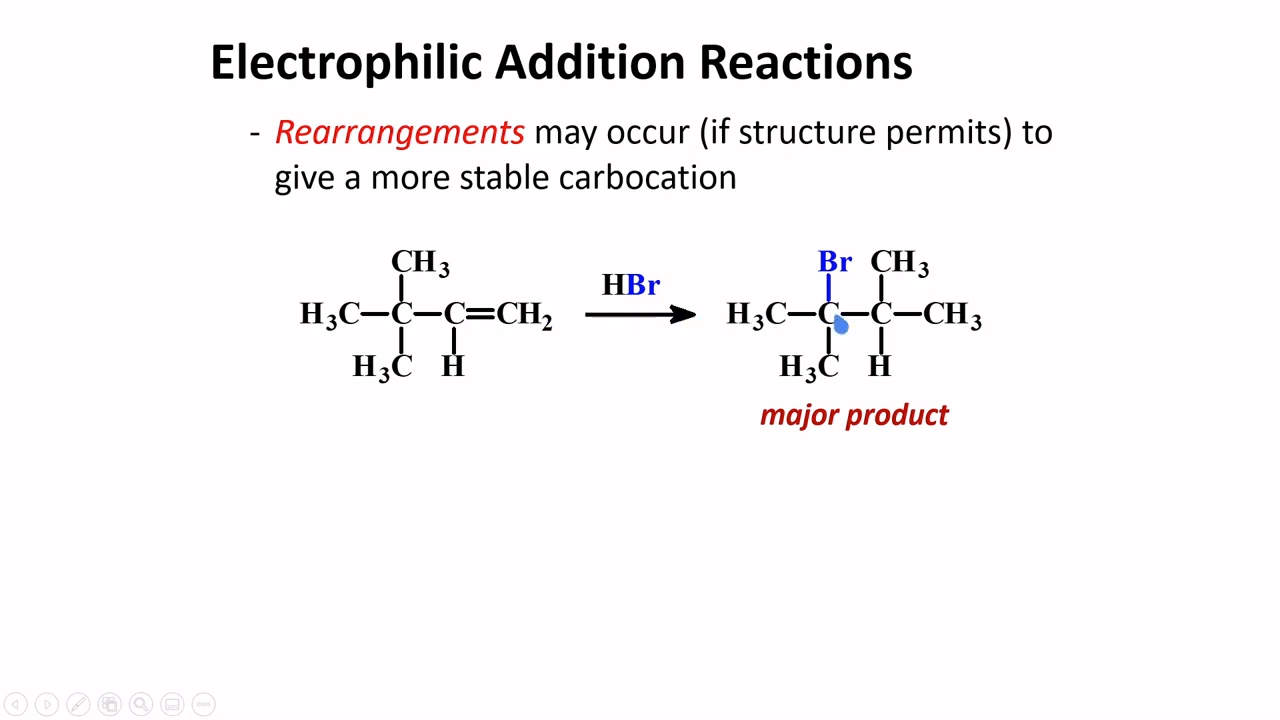 Electrophilic Addition Reactions
- Rearrangements may occur (if structure permits) to
give a more stable carbocation
CH3
H3C—C—C=CH2
H3C H
HBr
Br CH3
H3C—C—C—CH3
H3C H
major product